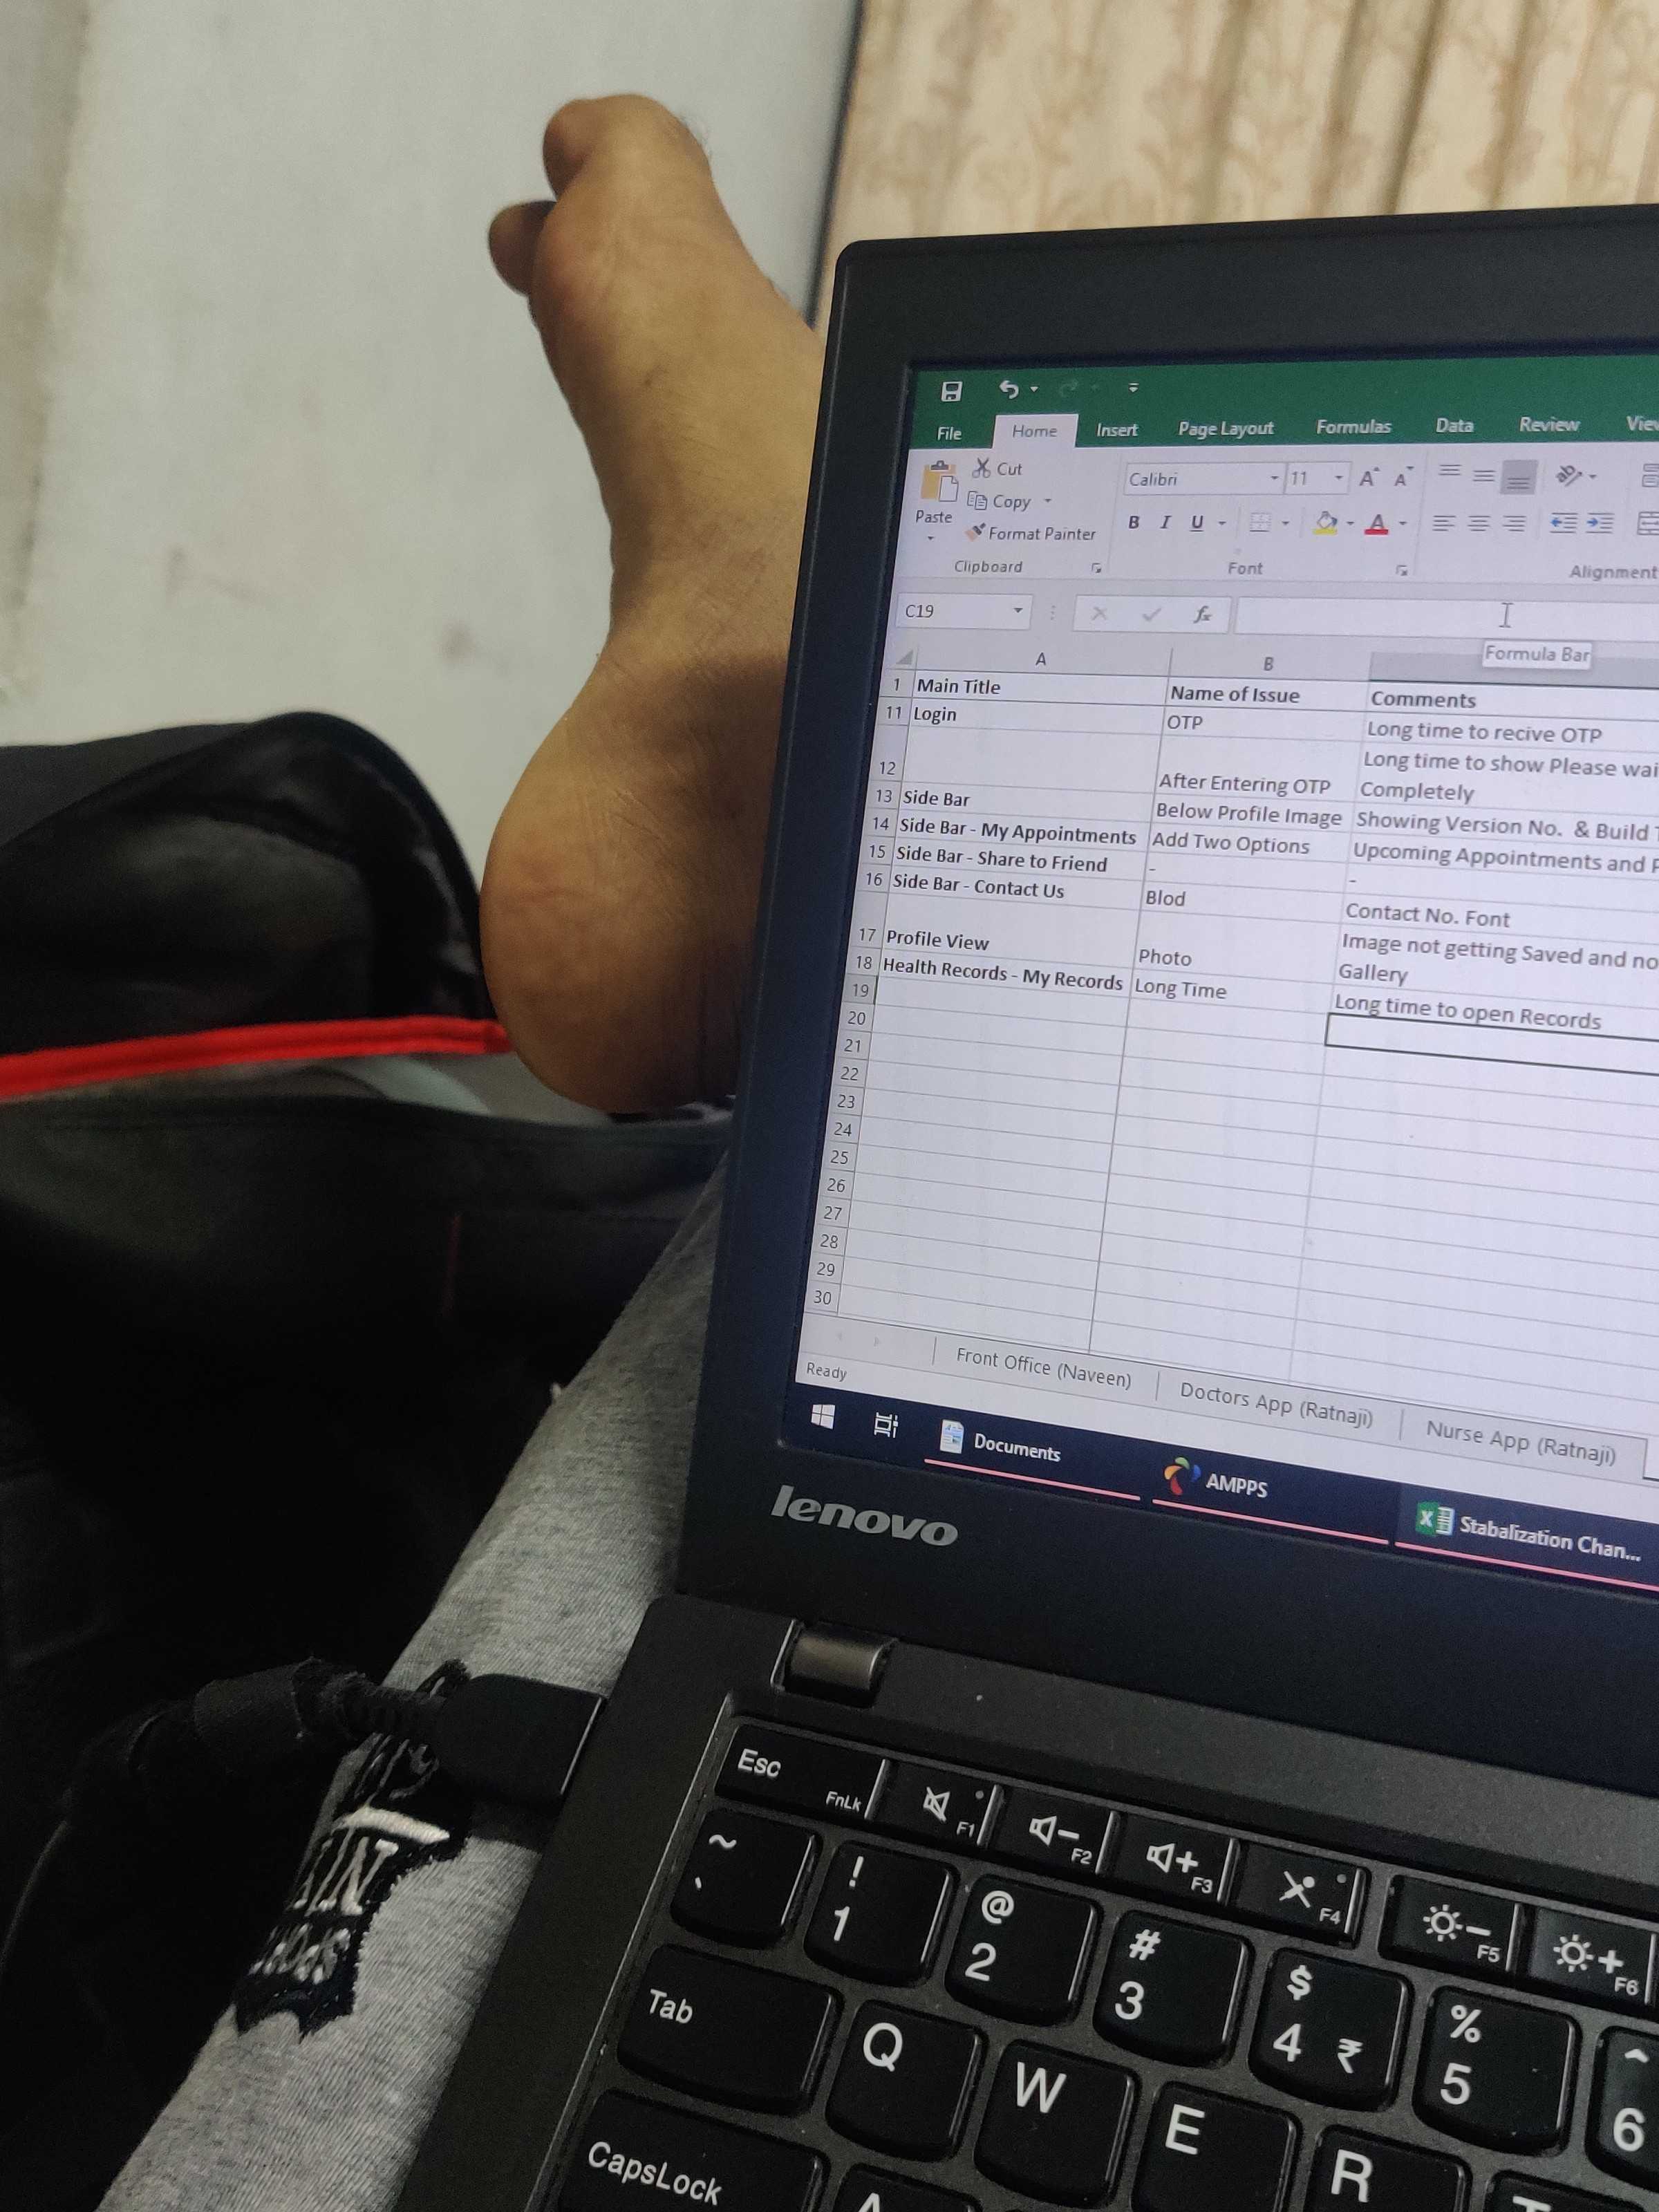 File Home Insert Page Layout Formulas Data Review
Cut
Copy
Paste
Format Painter
Clipboard
Calibri 11
B I U
Font
Alignment
C19
fx
Formula Bar
A B
1 Main Title Name of Issue Comments
11 Login OTP Long time to recive OTP
12 After Entering OTP Long time to show Please
Completely
13 Side Bar Below Profile Image Showing Version No. & Build
14 Side Bar - My Appointments Add Two Options Upcoming Appointments and
15 Side Bar - Share to Friend - -
16 Side Bar - Contact Us Blod Contact No. Font
17 Profile View Photo Image not getting Saved and
Gallery
18 Health Records - My Records Long Time Long time to open Records
19
20
21
22
23
24
25
26
27
28
29
30
Front Office (Naveen) Doctors App (Ratnaji) Nurse App (Ratnaji)
Ready
Documents AMPPS Stabalization Chan...
lenovo
Esc FnLk F1 F2 F3 F4 F5 F6
~ ` ! 1 @ 2 # 3 $ 4 ₹ % 5 ^ 6
Tab Q W E R
CapsLock